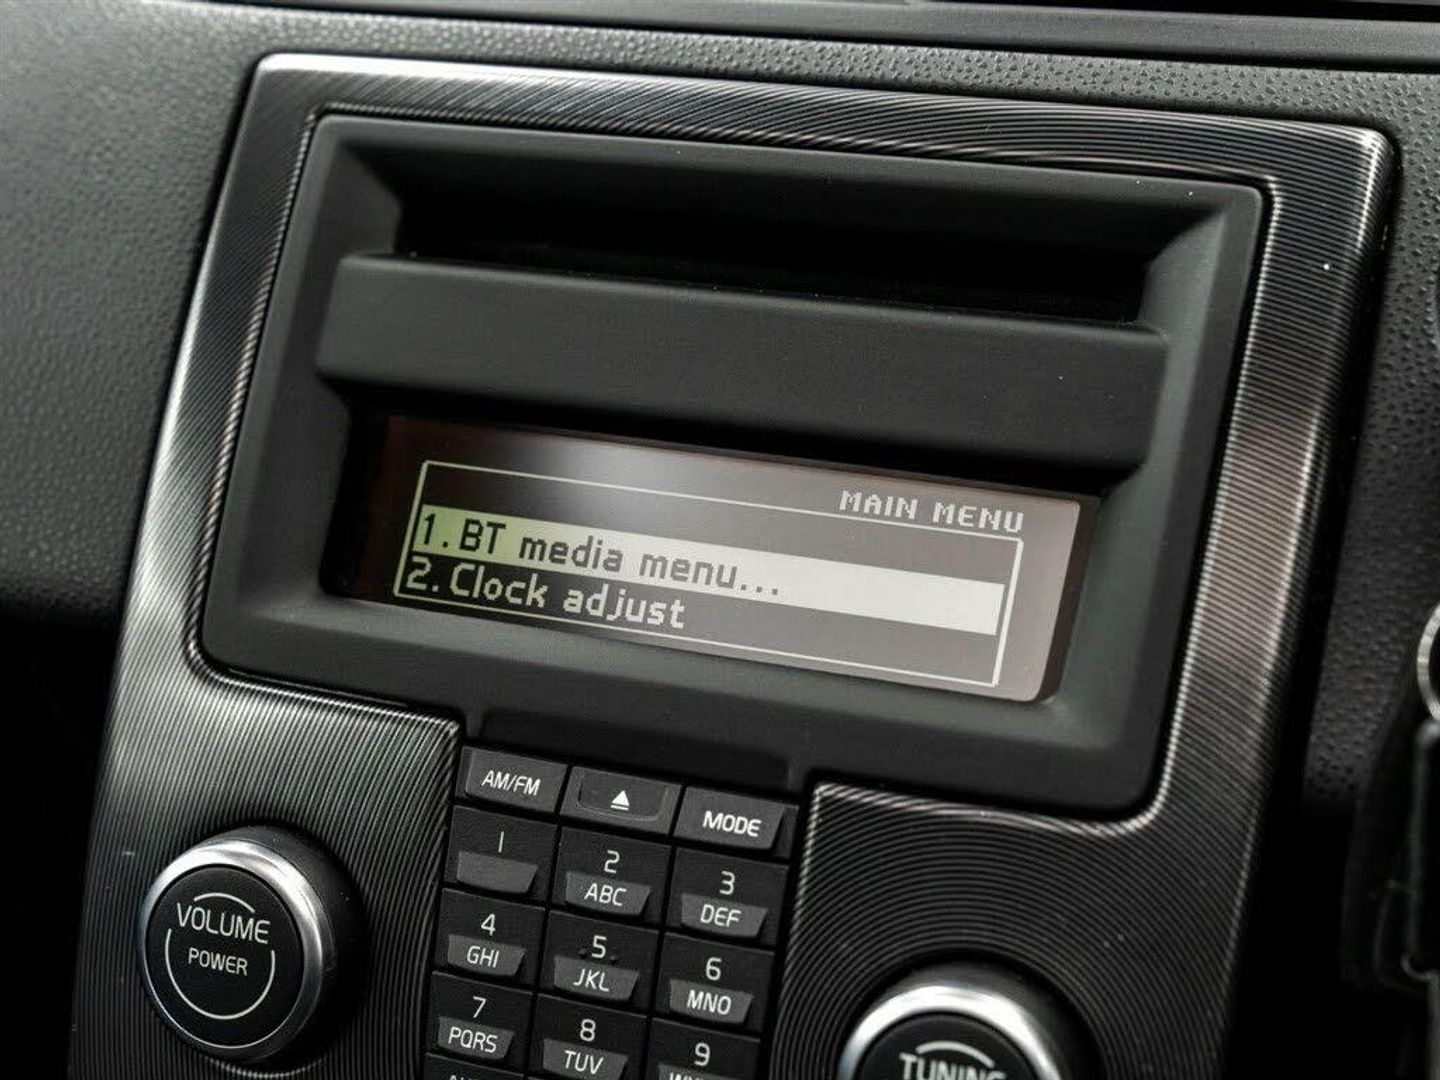 MAIN MENU
1. BT media menu...
2. Clock adjust
AM/FM
MODE
1
2
ABC
3
DEF
4
GHI
5
JKL
6
MNO
7
PQRS
8
TUV
9
VOLUME
POWER
TUNING